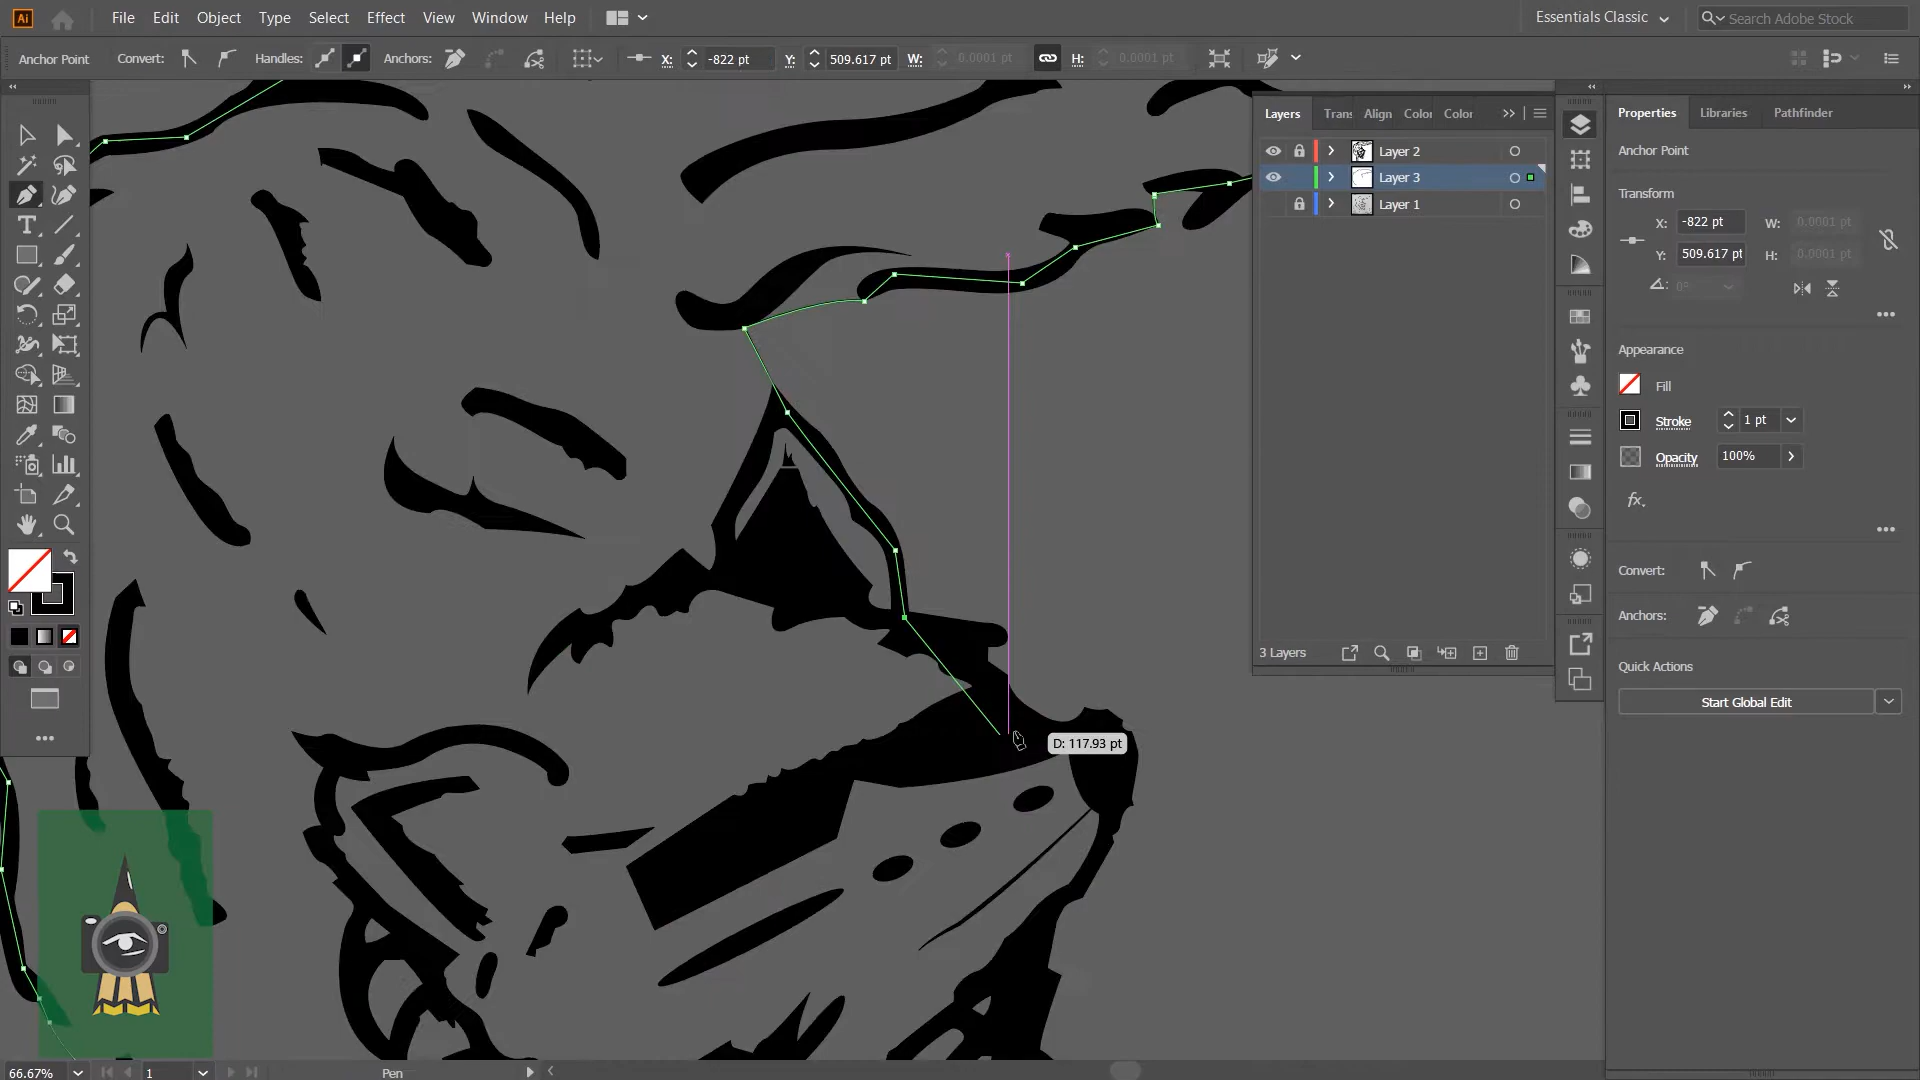 Ai File Edit Object Type Select Effect View Window Help Essentials Classic Search Adobe Stock
Anchor Point Convert: Handles: Anchors: X: -822 pt Y: 509.617 pt W: 0.0001 pt H: 0.0001 pt
Layers Trans Align Color Color
Layer 2
Layer 3
Layer 1
3 Layers
Properties Libraries Pathfinder
Anchor Point
Transform
X: -822 pt W: 0.0001 pt
Y: 509.617 pt H: 0.0001 pt
0°
Appearance
Fill
Stroke 1 pt
Opacity 100%
fx.
Convert:
Anchors:
Quick Actions
Start Global Edit
D: 117.93 pt
66.67% 1 Pen